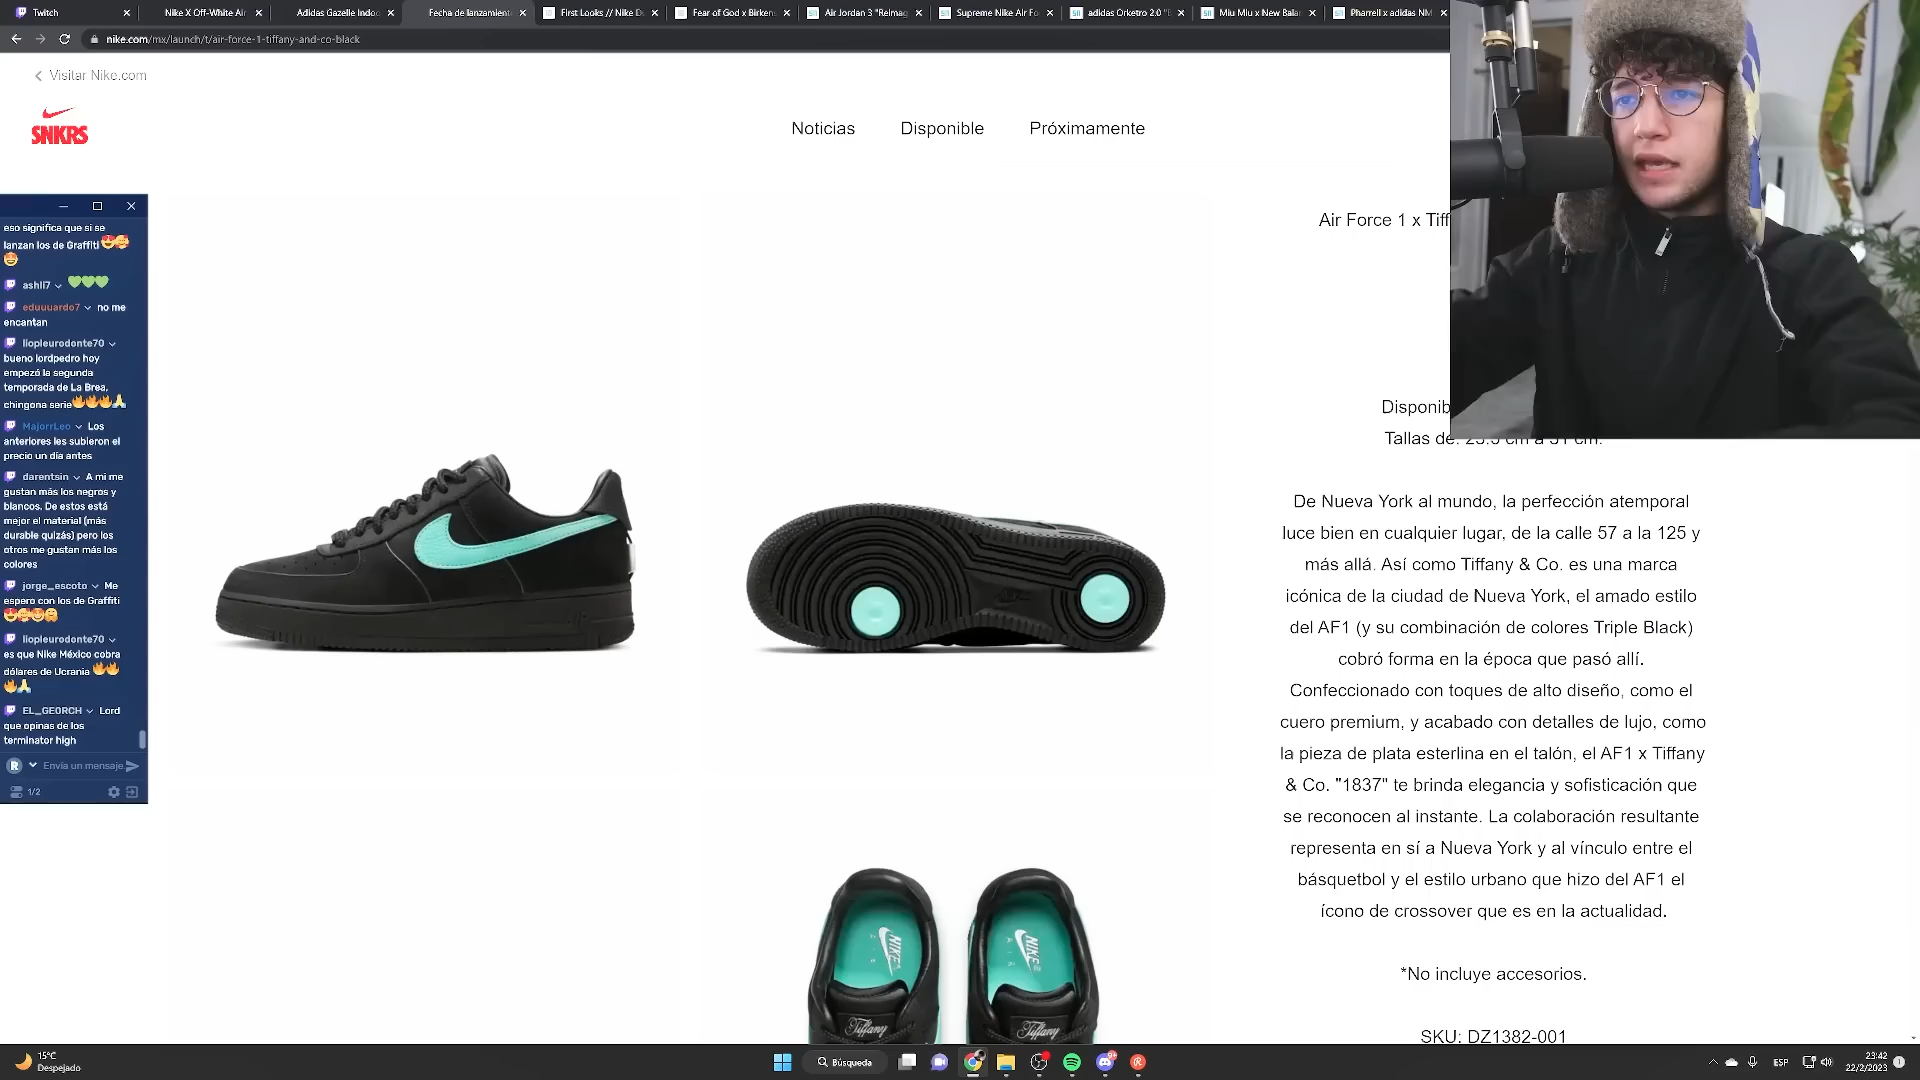 Twitch
Nike X Off-White Air
Adidas Gazelle Indoo
Fecha de lanzamiento
First Looks // Nike D
Fear of God x Birkens
Air Jordan 3 "Reimag
Supreme Nike Air Fo
adidas Orketro 2.0 "B
Miu Miu x New Balan
Pharrell x adidas NM
nike.com/mx/launch/t/air-force-1-tiffany-and-co-black
Visitar Nike.com
SNKRS
Noticias
Disponible
Próximamente
eso significa que si se
lanzan los de Graffiti😍🥰
🤩
ashli7 💚💚💚
eduuuardo7 no me
encantan
liopleurodonte70
bueno lordpedro hoy
empezó la segunda
temporada de La Brea,
chingona serie🔥🔥🔥🙏
MajorrLeo Los
anteriores les subieron el
precio un día antes
darentsin A mi me
gustan más los negros y
blancos. De estos está
mejor el material (más
durable quizás) pero los
otros me gustan más los
colores
jorge_escoto Me
espero con los de Graffiti
😍🥰🤩🤗
liopleurodonte70
es que Nike México cobra
dólares de Ucrania 🔥🔥
🔥🙏
EL_GEORCH Lord
que opinas de los
terminator high
R
Envía un mensaje
1/2
NIKE
NIKE
Tiffany
Tiffany
Air Force 1 x Tiff
Disponib
Tallas de: 23.5 cm a 31 cm.
De Nueva York al mundo, la perfección atemporal
luce bien en cualquier lugar, de la calle 57 a la 125 y
más allá. Así como Tiffany & Co. es una marca
icónica de la ciudad de Nueva York, el amado estilo
del AF1 (y su combinación de colores Triple Black)
cobró forma en la época que pasó allí.
Confeccionado con toques de alto diseño, como el
cuero premium, y acabado con detalles de lujo, como
la pieza de plata esterlina en el talón, el AF1 x Tiffany
& Co. "1837" te brinda elegancia y sofisticación que
se reconocen al instante. La colaboración resultante
representa en sí a Nueva York y al vínculo entre el
básquetbol y el estilo urbano que hizo del AF1 el
ícono de crossover que es en la actualidad.
*No incluye accesorios.
SKU: DZ1382-001
15°C
Despejado
Búsqueda
ESP
23:42
22/2/2023